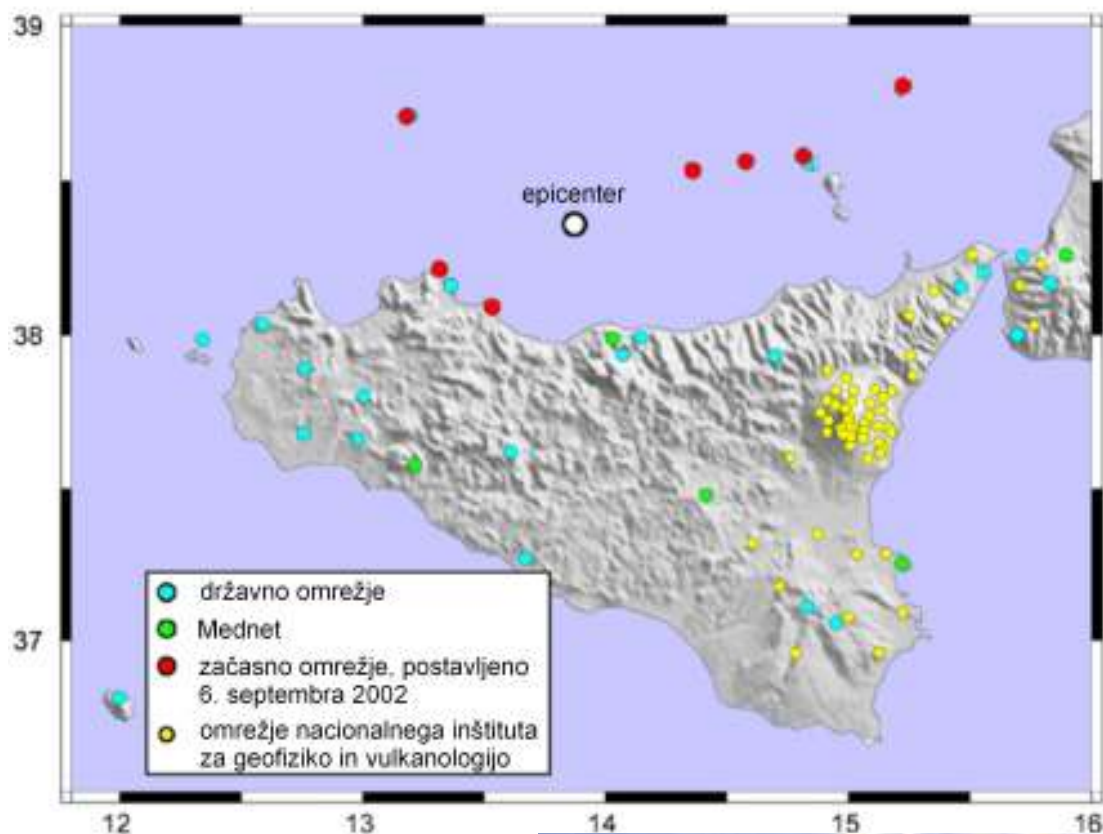 39
epicenter
38
37
državno omrežje
Mednet
začasno omrežje, postavljeno
6. septembra 2002
omrežje nacionalnega inštituta
za geofiziko in vulkanologijo
12 13 14 15 16